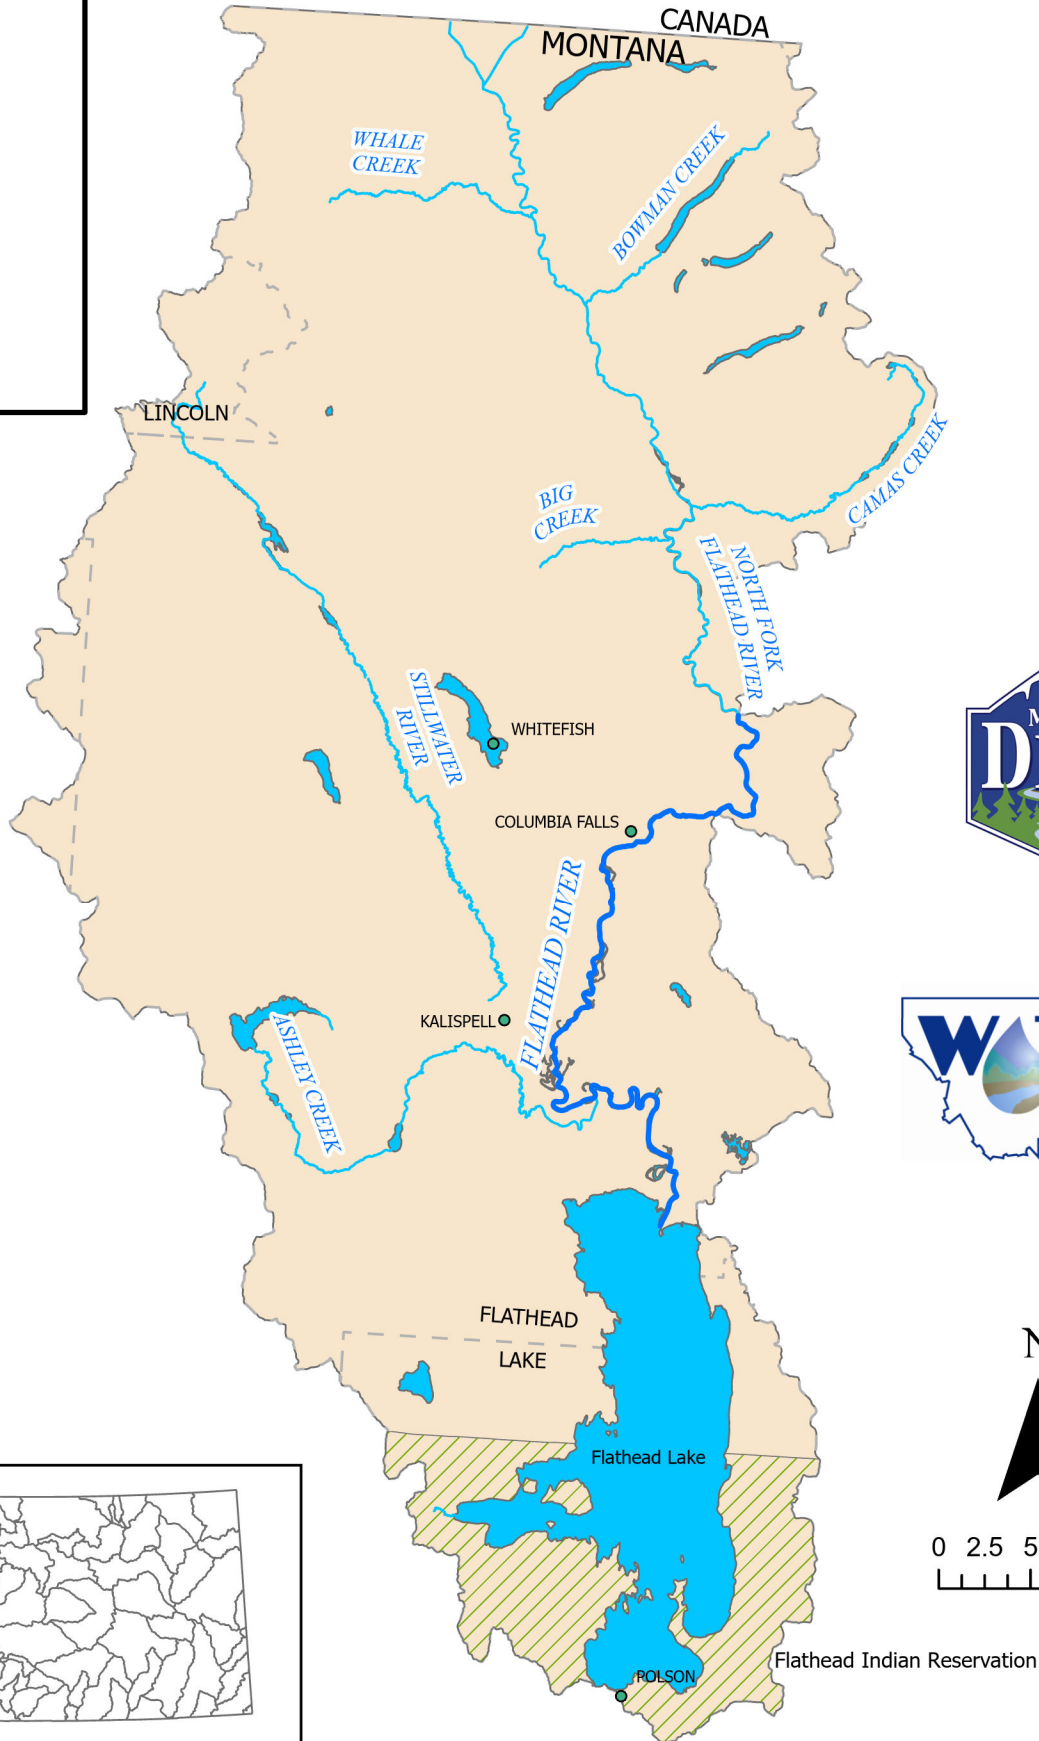 CANADA
MONTANA
WHALE
CREEK
BOWMAN CREEK
LINCOLN
CAMAS CREEK
BIG
CREEK
NORTH FORK
FLATHEAD RIVER
STILLWATER
RIVER
WHITEFISH
COLUMBIA FALLS
FLATHEAD RIVER
KALISPELL
ASHLEY CREEK
FLATHEAD
LAKE
Flathead Lake
0 2.5 5
POLSON
Flathead Indian Reservation